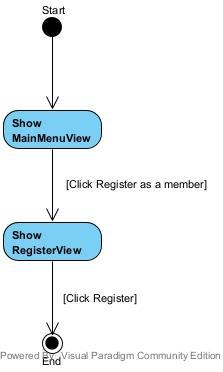 Start
Show
MainMenuView
[Click Register as a member]
Show
RegisterView
[Click Register]
Powered By Visual Paradigm Community Edition
End